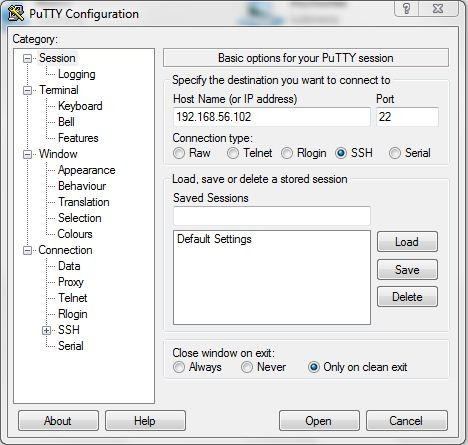 PuTTY Configuration
Category:
Session
Logging
Terminal
Keyboard
Bell
Features
Window
Appearance
Behaviour
Translation
Selection
Colours
Connection
Data
Proxy
Telnet
Rlogin
SSH
Serial
Basic options for your PuTTY session
Specify the destination you want to connect to
Host Name (or IP address) Port
192.168.56.102 22
Connection type:
Raw Telnet Rlogin SSH Serial
Load, save or delete a stored session
Saved Sessions
Default Settings
Load
Save
Delete
Close window on exit:
Always Never Only on clean exit
About Help Open Cancel